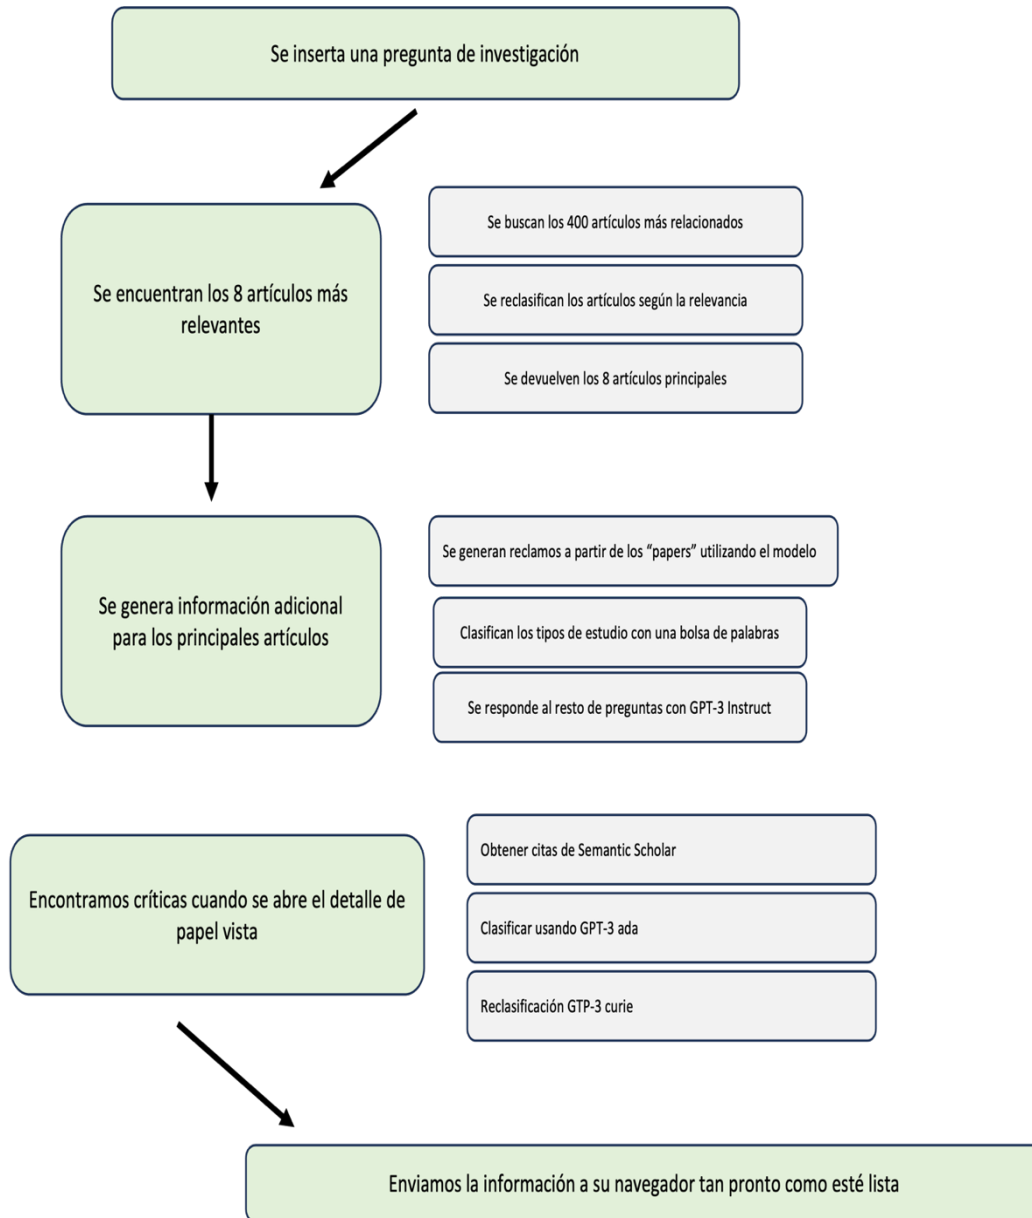 Se inserta una pregunta de investigación
Se encuentran los 8 artículos más
relevantes
Se buscan los 400 artículos más relacionados
Se reclasifican los artículos según la relevancia
Se devuelven los 8 artículos principales
Se genera información adicional
para los principales artículos
Se generan reclamos a partir de los “papers” utilizando el modelo
Clasifican los tipos de estudio con una bolsa de palabras
Se responde al resto de preguntas con GPT-3 Instruct
Encontramos críticas cuando se abre el detalle de
papel vista
Obtener citas de Semantic Scholar
Clasificar usando GPT-3 ada
Reclasificación GTP-3 curie
Enviamos la información a su navegador tan pronto como esté lista